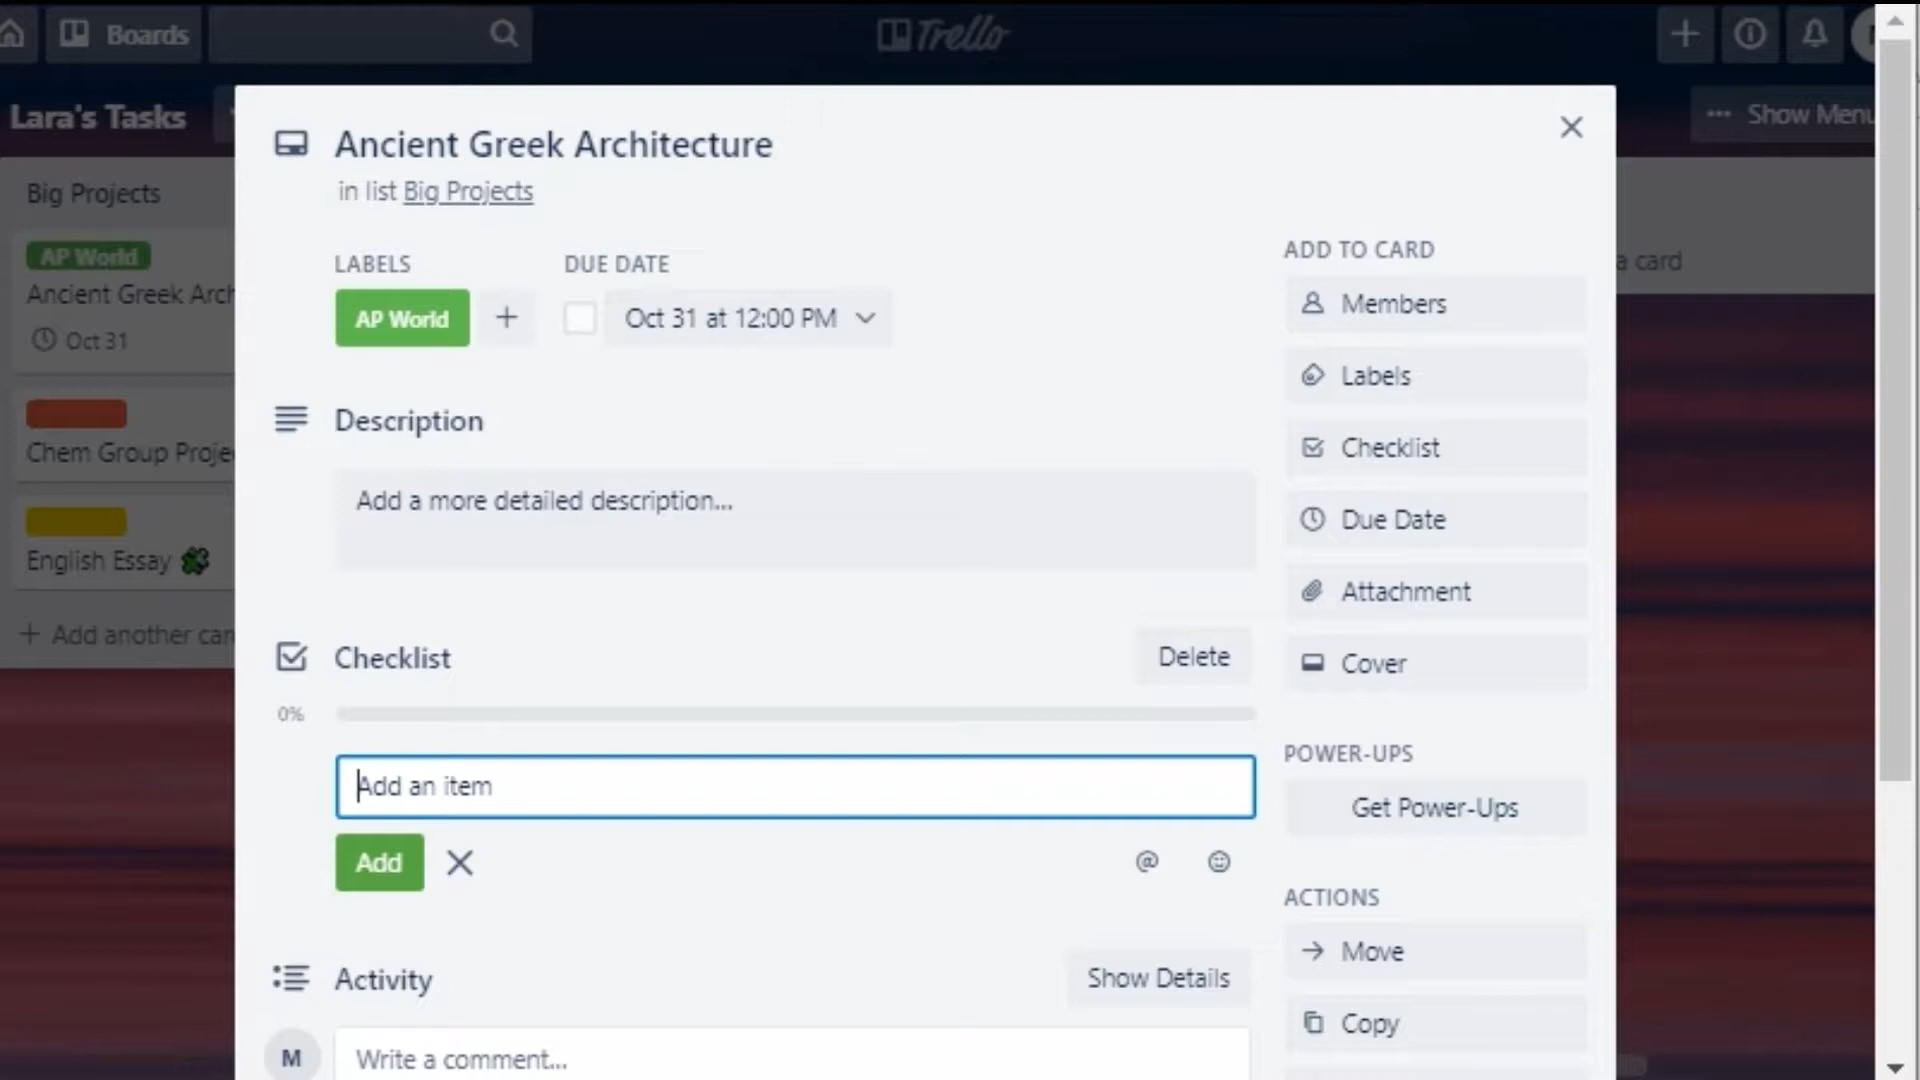 Boards
Trello
Lara's Tasks
Show Menu
Big Projects
AP World
Ancient Greek Arch
Oct 31
Chem Group Projec
English Essay
+ Add another car
a card
Ancient Greek Architecture
in list Big Projects
LABELS
DUE DATE
AP World
+
Oct 31 at 12:00 PM
Description
Add a more detailed description...
Checklist
Delete
0%
Add an item
Add
@
Activity
Show Details
M
Write a comment...
ADD TO CARD
Members
Labels
Checklist
Due Date
Attachment
Cover
POWER-UPS
Get Power-Ups
ACTIONS
Move
Copy